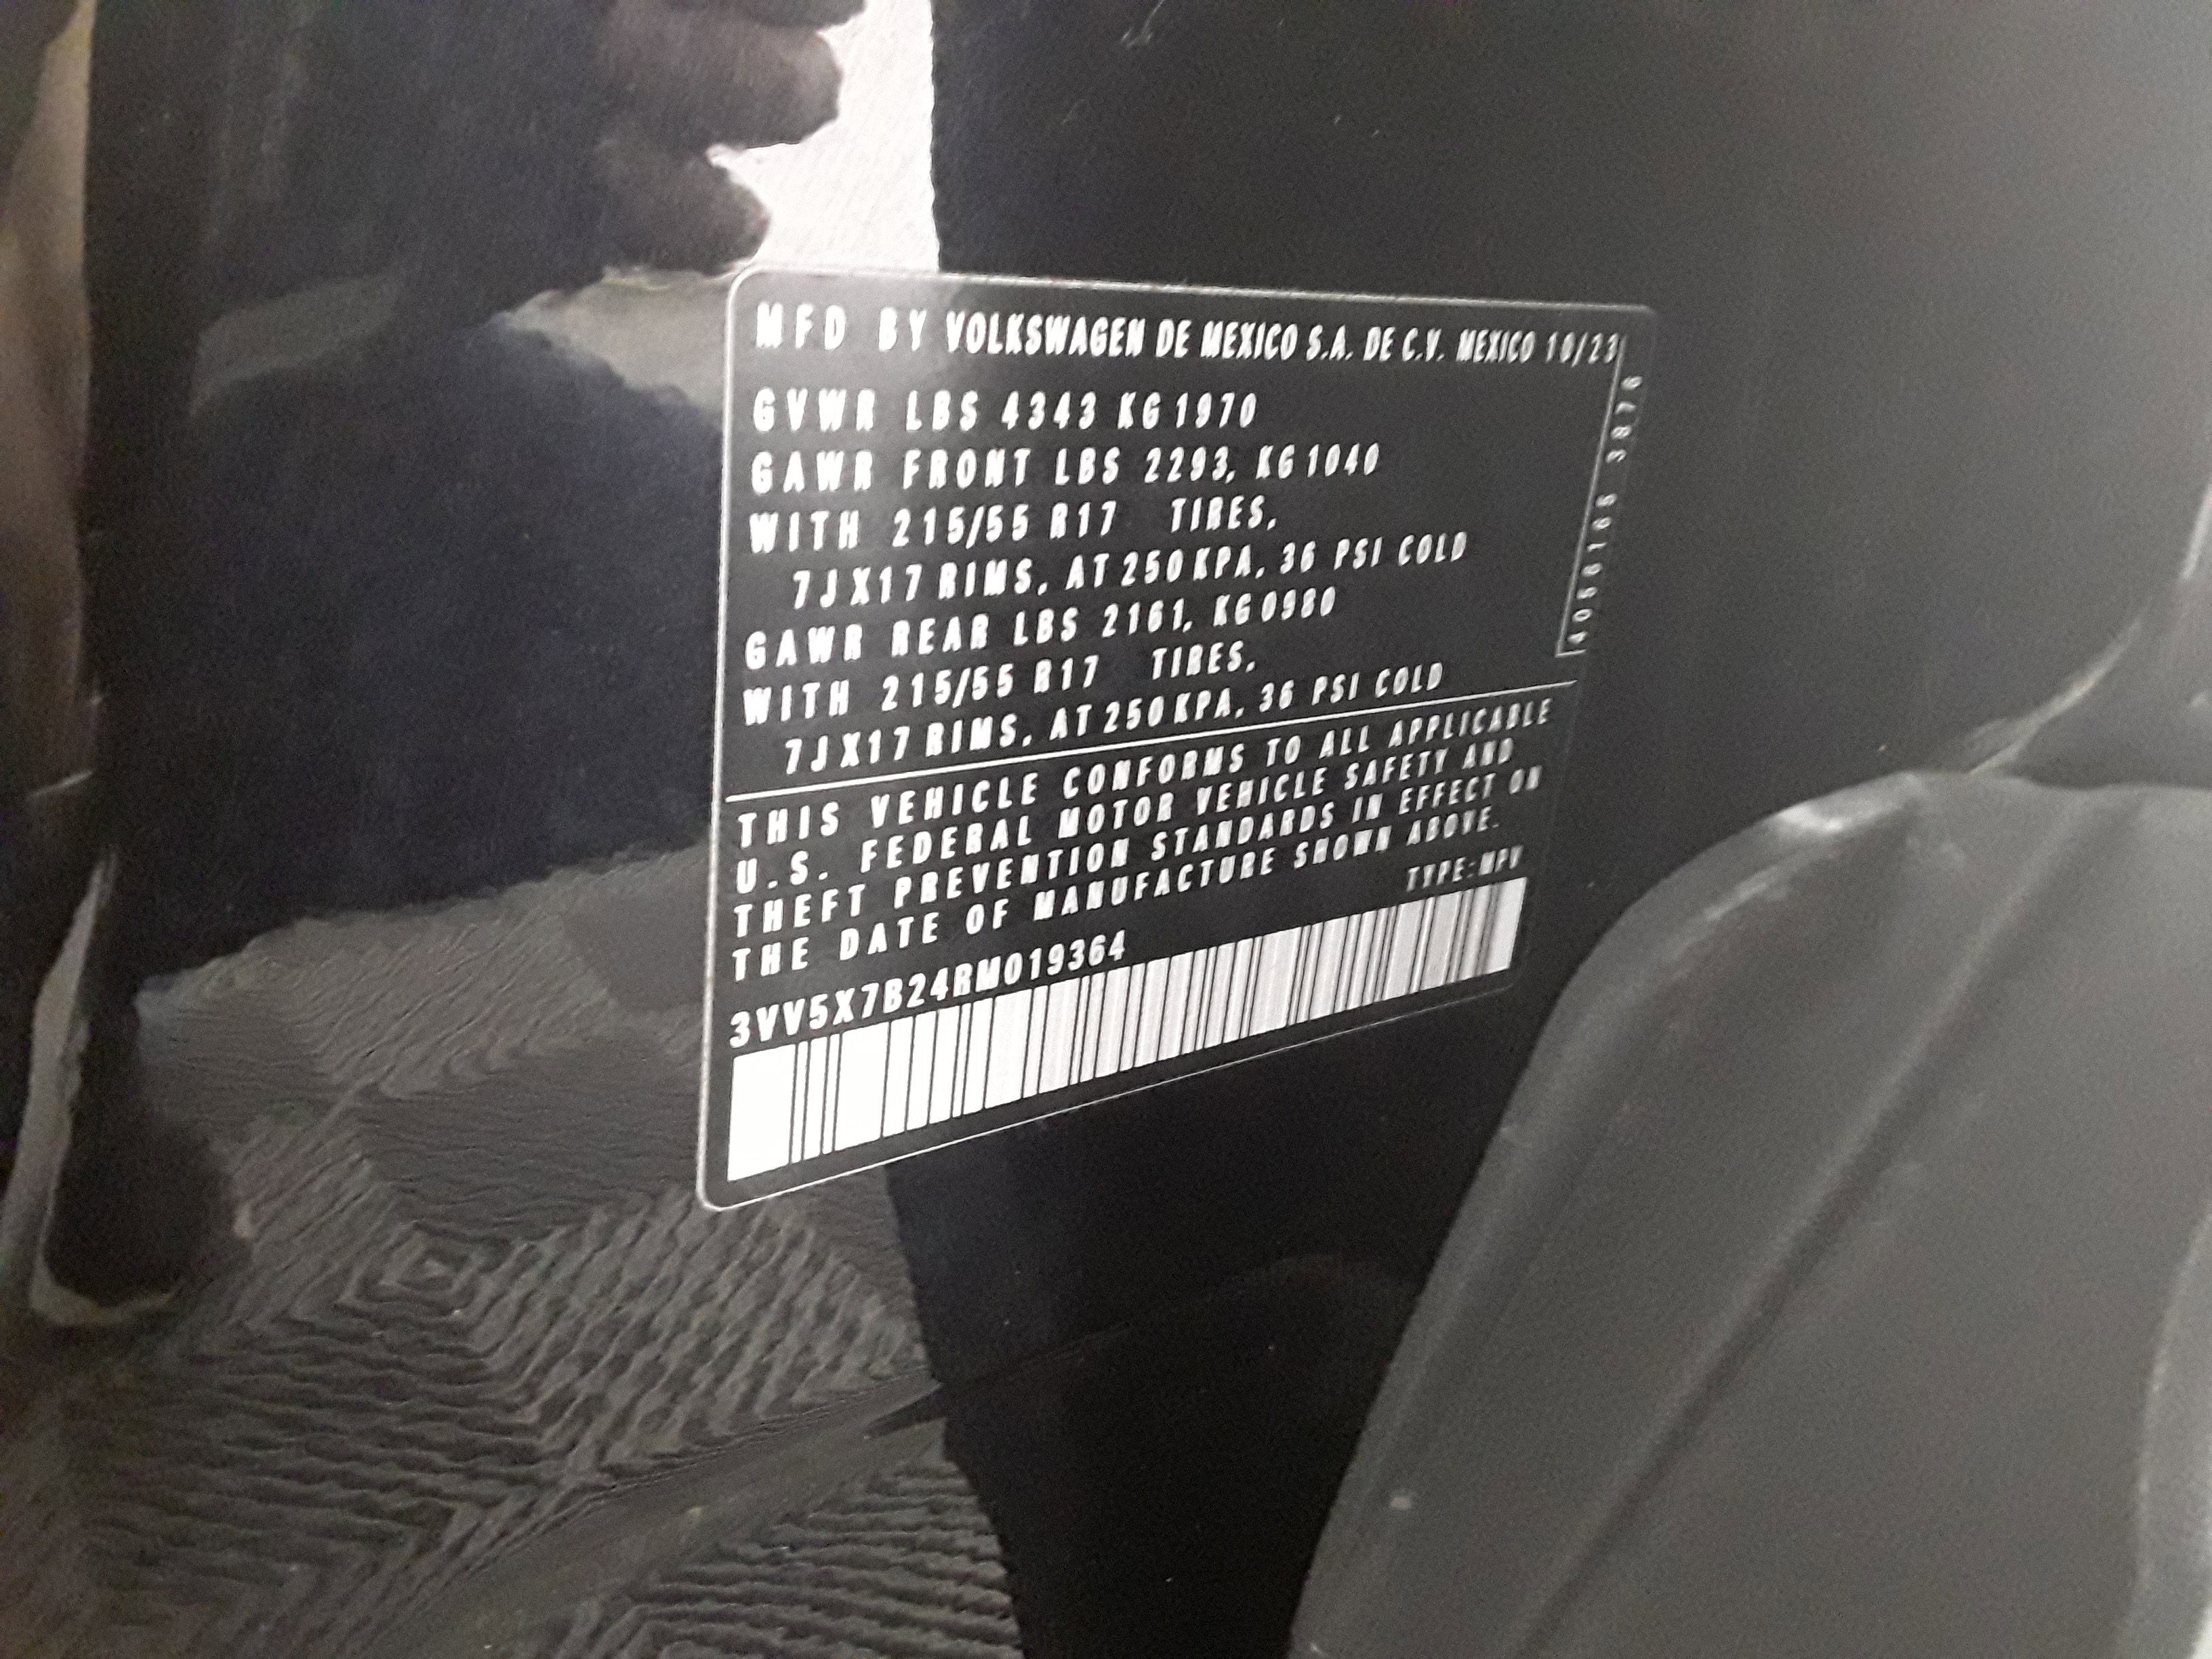 MFD BY VOLKSWAGEN DE MEXICO S.A. DE C.V. MEXICO 10/23
GVWR LBS 4343 KG 1970
GAWR FRONT LBS 2293, KG 1040
WITH 215/55 R17 TIRES,
7J X17 RIMS, AT 250 KPA, 36 PSI COLD
GAWR REAR LBS 2161, KG 0980
WITH 215/55 R17 TIRES,
7J X17 RIMS, AT 250 KPA, 36 PSI COLD
THIS VEHICLE CONFORMS TO ALL APPLICABLE
U.S. FEDERAL MOTOR VEHICLE SAFETY AND
THEFT PREVENTION STANDARDS IN EFFECT ON
THE DATE OF MANUFACTURE SHOWN ABOVE.
TYPE: MPV
3VV5X7B24RM019364
3876